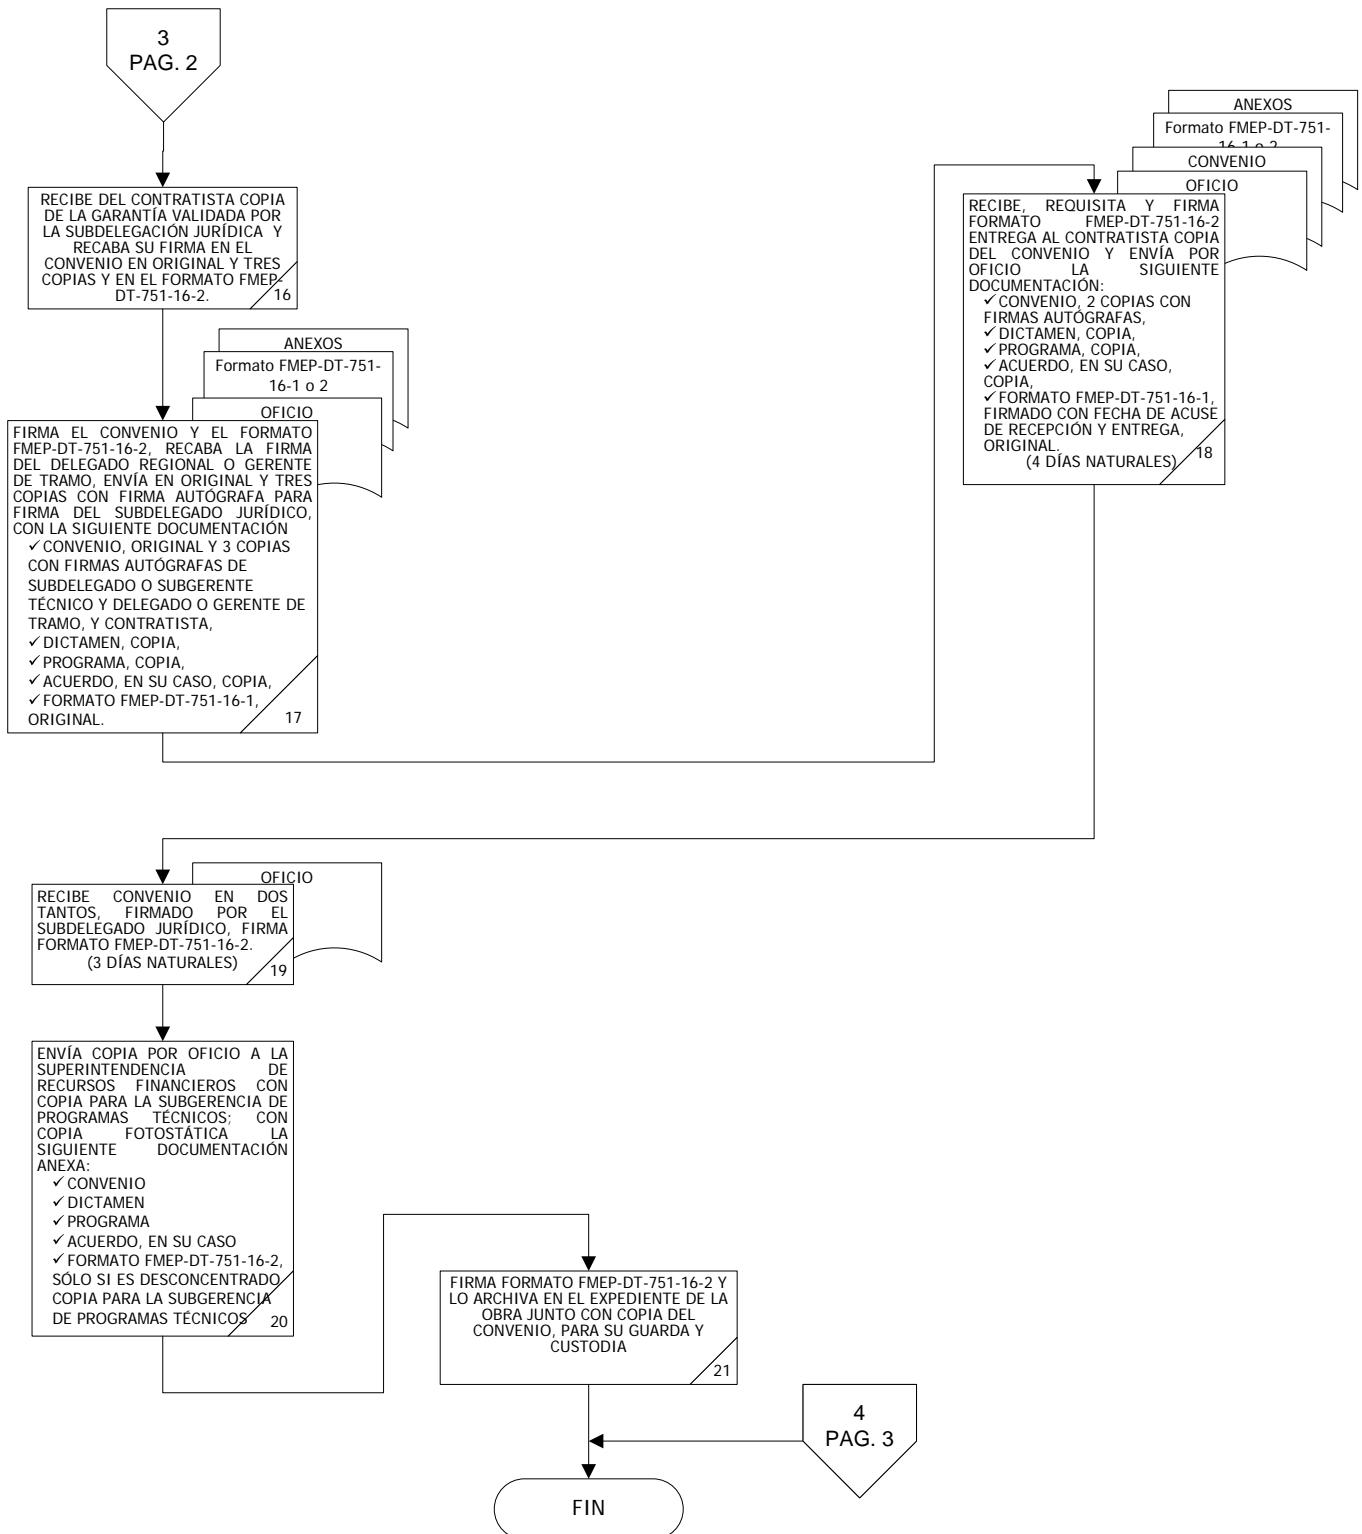 3
PAG. 2
RECIBE DEL CONTRATISTA COPIA
DE LA GARANTÍA VALIDADA POR
LA SUBDELEGACIÓN JURÍDICA Y
RECABA SU FIRMA EN EL
CONVENIO EN ORIGINAL Y TRES
COPIAS Y EN EL FORMATO FMEP-
DT-751-16-2.
16
ANEXOS
Formato FMEP-DT-751-
16-1 o 2
OFICIO
FIRMA EL CONVENIO Y EL FORMATO
FMEP-DT-751-16-2, RECABA LA FIRMA
DEL DELEGADO REGIONAL O GERENTE
DE TRAMO, ENVÍA EN ORIGINAL Y TRES
COPIAS CON FIRMA AUTÓGRAFA PARA
FIRMA DEL SUBDELEGADO JURÍDICO,
CON LA SIGUIENTE DOCUMENTACIÓN
✓ CONVENIO, ORIGINAL Y 3 COPIAS
CON FIRMAS AUTÓGRAFAS DE
SUBDELEGADO O SUBGERENTE
TÉCNICO Y DELEGADO O GERENTE DE
TRAMO, Y CONTRATISTA,
✓ DICTAMEN, COPIA,
✓ PROGRAMA, COPIA,
✓ ACUERDO, EN SU CASO, COPIA,
✓ FORMATO FMEP-DT-751-16-1,
ORIGINAL.
17
ANEXOS
Formato FMEP-DT-751-
16-1 o 2
CONVENIO
OFICIO
RECIBE, REQUISITA Y FIRMA
FORMATO FMEP-DT-751-16-2
ENTREGA AL CONTRATISTA COPIA
DEL CONVENIO Y ENVÍA POR
OFICIO LA SIGUIENTE
DOCUMENTACIÓN:
✓ CONVENIO, 2 COPIAS CON
FIRMAS AUTÓGRAFAS,
✓ DICTAMEN, COPIA,
✓ PROGRAMA, COPIA,
✓ ACUERDO, EN SU CASO,
COPIA,
✓ FORMATO FMEP-DT-751-16-1,
FIRMADO CON FECHA DE ACUSE
DE RECEPCIÓN Y ENTREGA,
ORIGINAL.
(4 DÍAS NATURALES)
18
OFICIO
RECIBE CONVENIO EN DOS
TANTOS, FIRMADO POR EL
SUBDELEGADO JURÍDICO, FIRMA
FORMATO FMEP-DT-751-16-2.
(3 DÍAS NATURALES)
19
ENVÍA COPIA POR OFICIO A LA
SUPERINTENDENCIA DE
RECURSOS FINANCIEROS CON
COPIA PARA LA SUBGERENCIA DE
PROGRAMAS TÉCNICOS; CON
COPIA FOTOSTÁTICA LA
SIGUIENTE DOCUMENTACIÓN
ANEXA:
✓ CONVENIO
✓ DICTAMEN
✓ PROGRAMA
✓ ACUERDO, EN SU CASO
✓ FORMATO FMEP-DT-751-16-2,
SÓLO SI ES DESCONCENTRADO
COPIA PARA LA SUBGERENCIA
DE PROGRAMAS TÉCNICOS
20
FIRMA FORMATO FMEP-DT-751-16-2 Y
LO ARCHIVA EN EL EXPEDIENTE DE LA
OBRA JUNTO CON COPIA DEL
CONVENIO, PARA SU GUARDA Y
CUSTODIA
21
4
PAG. 3
FIN